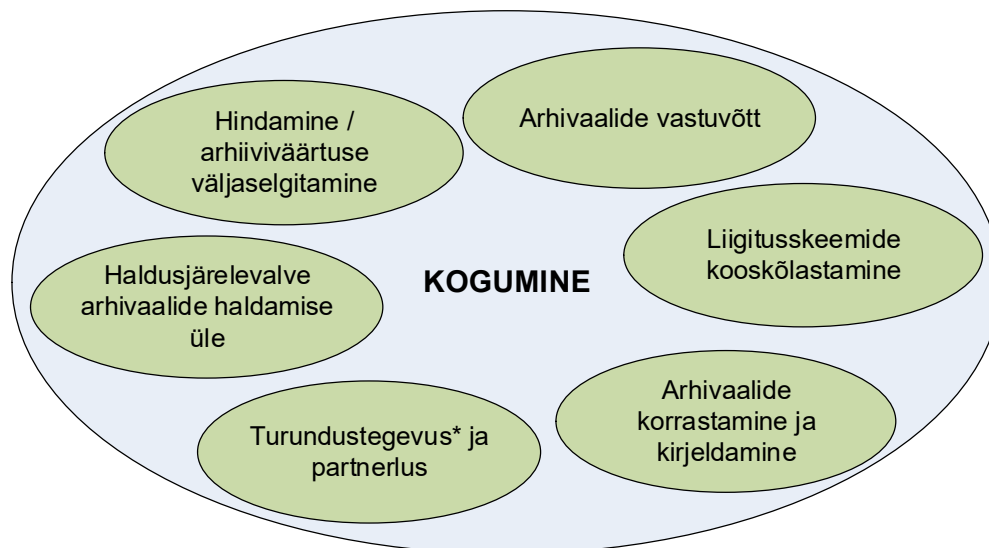 Hindamine /
arhiiviväärtuse
väljaselgitamine
Arhivaalide vastuvõtt
Liigitusskeemide
kooskõlastamine
Haldusjärelevalve
arhivaalide haldamise
üle
KOGUMINE
Arhivaalide
korrastamine ja
kirjeldamine
Turundustegevus* ja
partnerlus